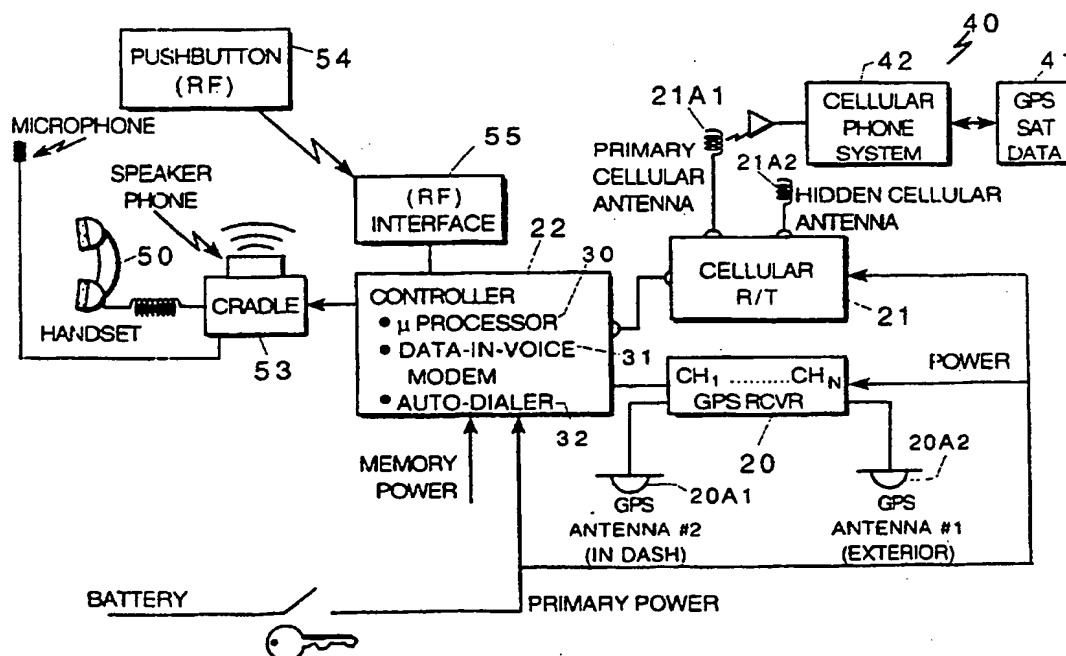 PUSHBUTTON
(RF)
54
40
42
41
CELLULAR
PHONE
SYSTEM
GPS
SAT
DATA
21A1
MICROPHONE
SPEAKER
PHONE
55
PRIMARY
CELLULAR
ANTENNA
21A2
HIDDEN CELLULAR
ANTENNA
(RF)
INTERFACE
50
22
30
CELLULAR
R/T
21
CRADLE
HANDSET
53
CONTROLLER
• µ PROCESSOR
• DATA-IN-VOICE
MODEM
31
• AUTO-DIALER
32
POWER
CH1 ..........CHN
GPS RCVR
20
MEMORY
POWER
20A1
20A2
GPS
ANTENNA #2
(IN DASH)
GPS
ANTENNA #1
(EXTERIOR)
BATTERY
PRIMARY POWER